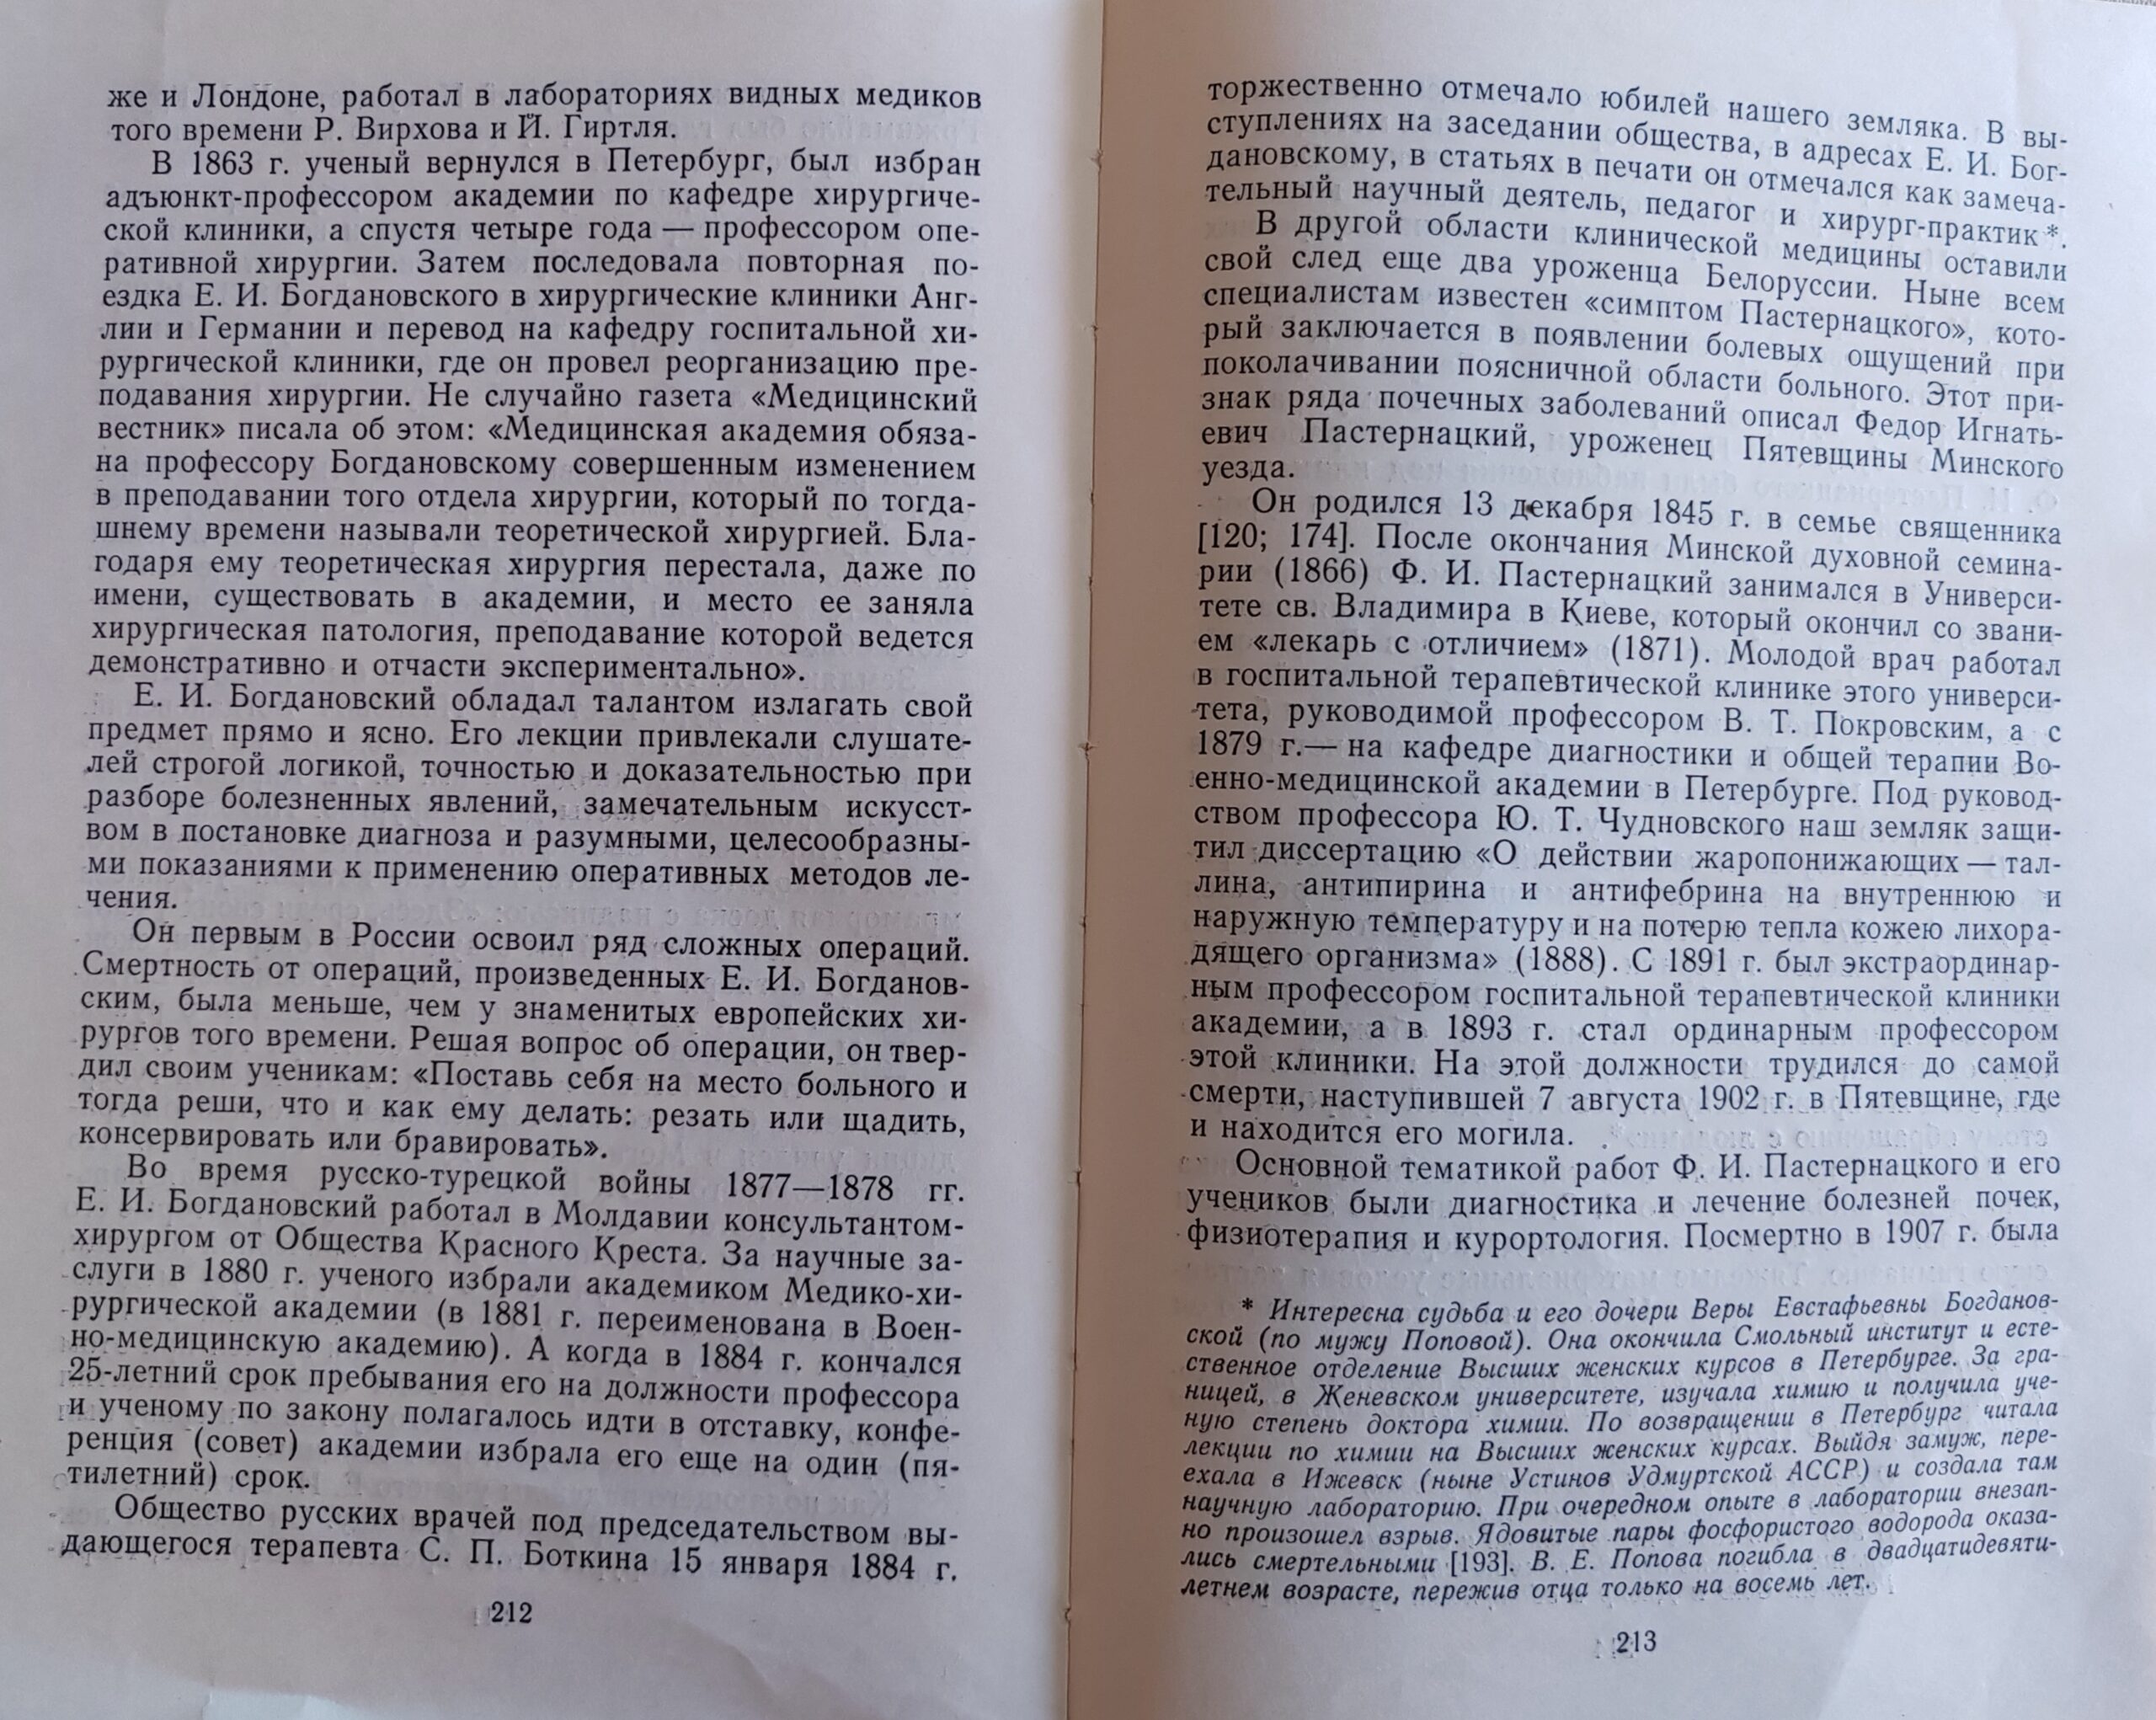 же и Лондоне, работал в лабораториях видных медиков
того времени Р. Вирхова и Й. Гиртля.
В 1863 г. ученый вернулся в Петербург, был избран
адъюнкт-профессором академии по кафедре хирургиче-
ской клиники, а спустя четыре года — профессором опе-
ративной хирургии. Затем последовала повторная по-
ездка Е. И. Богдановского в хирургические клиники Анг-
лии и Германии и перевод на кафедру госпитальной хи-
рургической клиники, где он провел реорганизацию пре-
подавания хирургии. Не случайно газета «Медицинский
вестник» писала об этом: «Медицинская академия обяза-
на профессору Богдановскому совершенным изменением
в преподавании того отдела хирургии, который по тогда-
шнему времени называли теоретической хирургией. Бла-
годаря ему теоретическая хирургия перестала, даже по
имени, существовать в академии, и место ее заняла
хирургическая патология, преподавание которой ведется
демонстративно и отчасти экспериментально».
Е. И. Богдановский обладал талантом излагать свой
предмет прямо и ясно. Его лекции привлекали слушате-
лей строгой логикой, точностью и доказательностью при
разборе болезненных явлений, замечательным искусст-
вом в постановке диагноза и разумными, целесообразны-
ми показаниями к применению оперативных методов ле-
чения.
Он первым в России освоил ряд сложных операций.
Смертность от операций, произведенных Е. И. Богданов-
ским, была меньше, чем у знаменитых европейских хи-
рургов того времени. Решая вопрос об операции, он твер-
дил своим ученикам: «Поставь себя на место больного и
тогда реши, что и как ему делать: резать или щадить,
консервировать или бравировать».
Во время русско-турецкой войны 1877—1878 гг.
Е. И. Богдановский работал в Молдавии консультантом-
хирургом от Общества Красного Креста. За научные за-
слуги в 1880 г. ученого избрали академиком Медико-хи-
рургической академии (в 1881 г. переименована в Воен-
но-медицинскую академию). А когда в 1884 г. кончался
25-летний срок пребывания его на должности профессора
и ученому по закону полагалось идти в отставку, конфе-
ренция (совет) академии избрала его еще на один (пя-
тилетний) срок.
Общество русских врачей под председательством вы-
дающегося терапевта С. П. Боткина 15 января 1884 г.
212
торжественно отмечало юбилей нашего земляка. В вы-
ступлениях на заседании общества, в адресах Е. И. Бог-
дановскому, в статьях в печати он отмечался как замеча-
тельный научный деятель, педагог и хирург-практик*.
В другой области клинической медицины оставили
свой след еще два уроженца Белоруссии. Ныне всем
специалистам известен «симптом Пастернацкого», кото-
рый заключается в появлении болевых ощущений при
поколачивании поясничной области больного. Этот при-
знак ряда почечных заболеваний описал Федор Игнать-
евич Пастернацкий, уроженец Пятевщины Минского
уезда.
Он родился 13 декабря 1845 г. в семье священника
[120; 174]. После окончания Минской духовной семина-
рии (1866) Ф. И. Пастернацкий занимался в Универси-
тете св. Владимира в Киеве, который окончил со звани-
ем «лекарь с отличием» (1871). Молодой врач работал
в госпитальной терапевтической клинике этого универси-
тета, руководимой профессором В. Т. Покровским, а с
1879 г.— на кафедре диагностики и общей терапии Во-
енно-медицинской академии в Петербурге. Под руковод-
ством профессора Ю. Т. Чудновского наш земляк защи-
тил диссертацию «О действии жаропонижающих — тал-
лина, антипирина и антифебрина на внутреннюю и
наружную температуру и на потерю тепла кожею лихора-
дящего организма» (1888). С 1891 г. был экстраординар-
ным профессором госпитальной терапевтической клиники
академии, а в 1893 г. стал ординарным профессором
этой клиники. На этой должности трудился до самой
смерти, наступившей 7 августа 1902 г. в Пятевщине, где
и находится его могила.
Основной тематикой работ Ф. И. Пастернацкого и его
учеников были диагностика и лечение болезней почек,
физиотерапия и курортология. Посмертно в 1907 г. была
* Интересна судьба и его дочери Веры Евстафьевны Богданов-
ской (по мужу Поповой). Она окончила Смольный институт и есте-
ственное отделение Высших женских курсов в Петербурге. За гра-
ницей, в Женевском университете, изучала химию и получила уче-
ную степень доктора химии. По возвращении в Петербург читала
лекции по химии на Высших женских курсах. Выйдя замуж, пере-
ехала в Ижевск (ныне Устинов Удмуртской АССР) и создала там
научную лабораторию. При очередном опыте в лаборатории внезап-
но произошел взрыв. Ядовитые пары фосфористого водорода оказа-
лись смертельными [193]. В. Е. Попова погибла в двадцатидевяти-
летнем возрасте, пережив отца только на восемь лет.
213